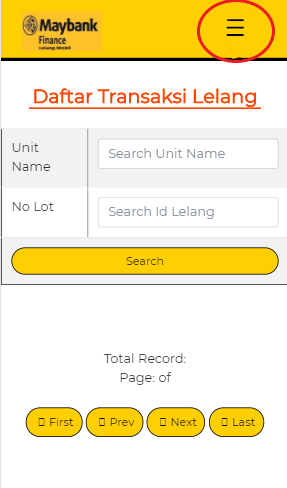 Maybank
Finance
Lelang Mobil
Daftar Transaksi Lelang
Unit Name
Search Unit Name
No Lot
Search Id Lelang
Search
Total Record:
Page: of
First
Prev
Next
Last